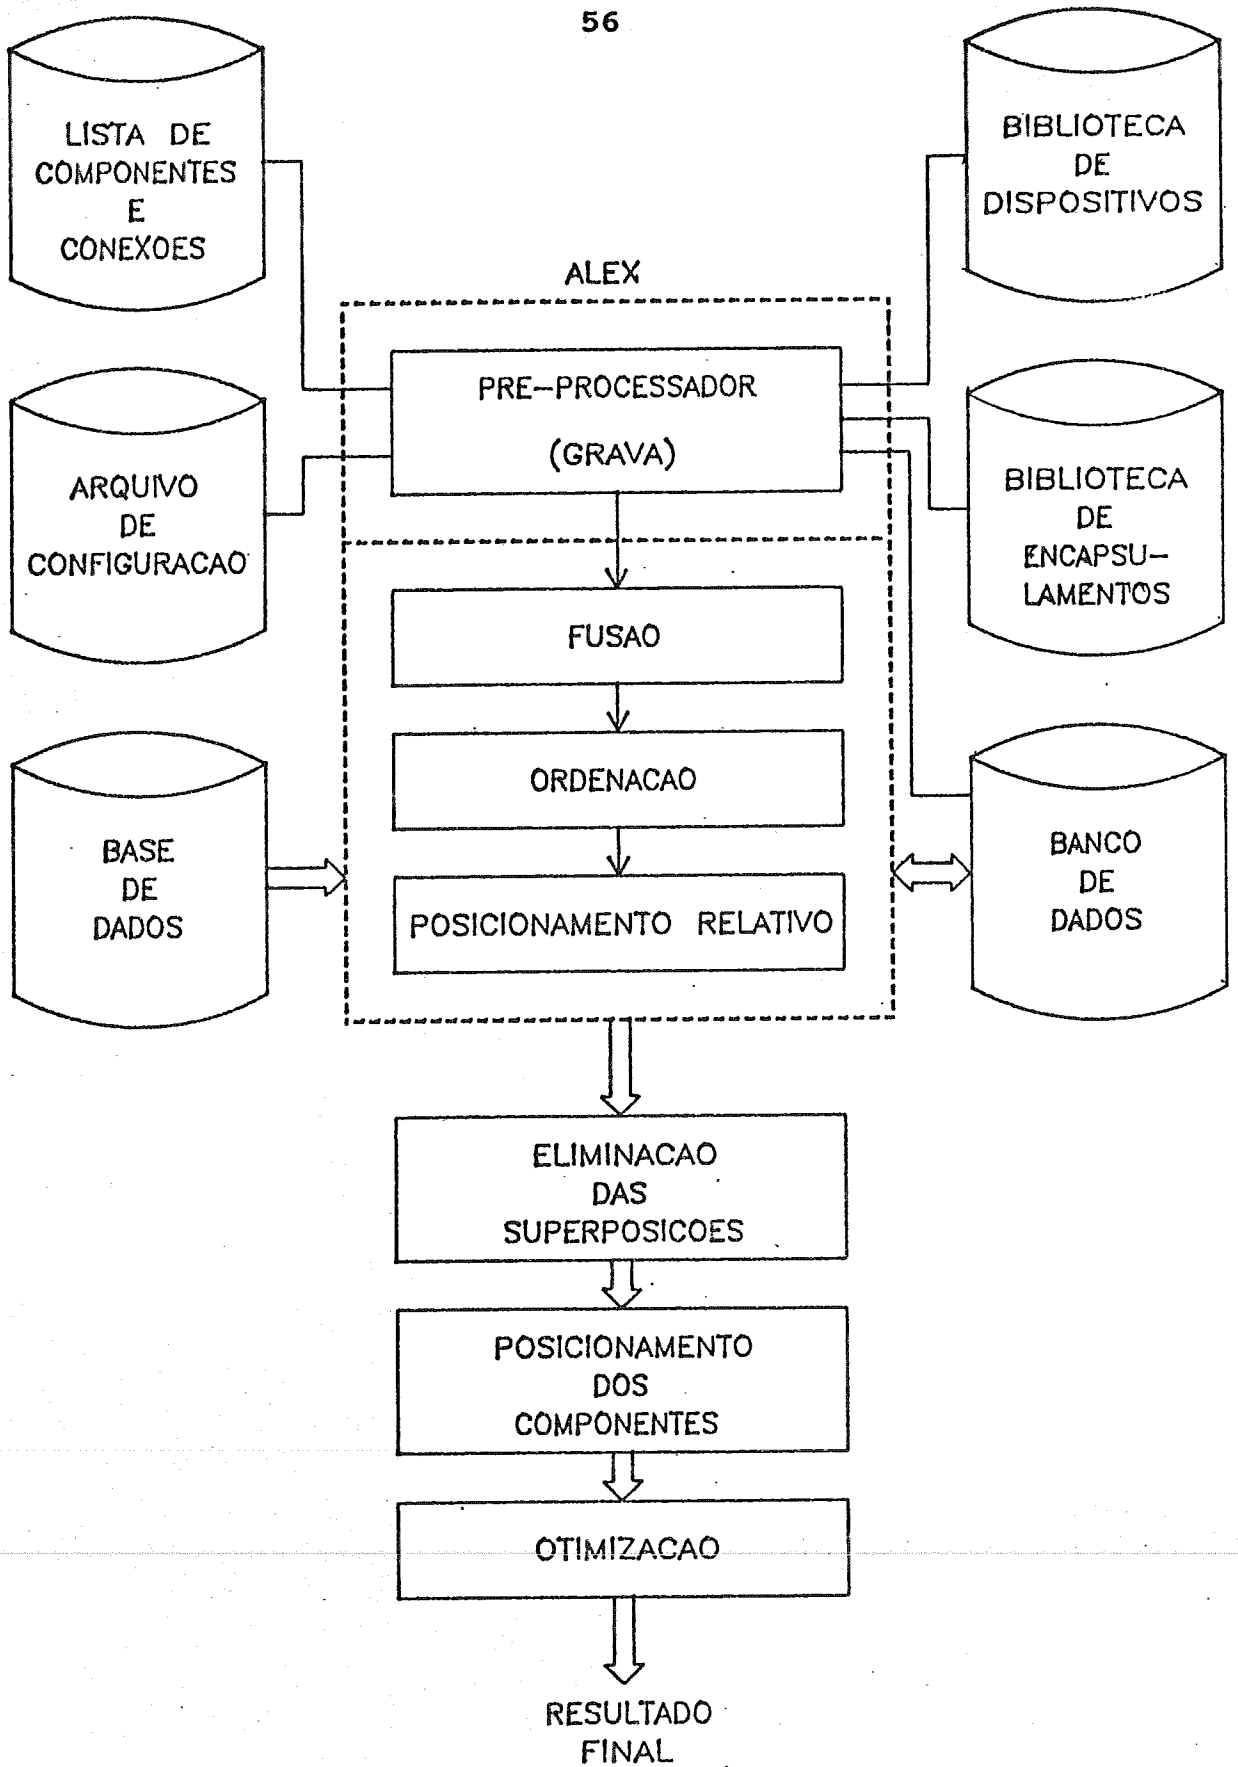 56
LISTA DE
COMPONENTES
E
CONEXOES
BIBLIOTECA
DE
DISPOSITIVOS
ALEX
PRE-PROCESSADOR
(GRAVA)
ARQUIVO
DE
CONFIGURACAO
BIBLIOTECA
DE
ENCAPSU-
LAMENTOS
FUSAO
ORDENACAO
POSICIONAMENTO RELATIVO
BASE
DE
DADOS
BANCO
DE
DADOS
ELIMINACAO
DAS
SUPERPOSICOES
POSICIONAMENTO
DOS
COMPONENTES
OTIMIZACAO
RESULTADO
FINAL